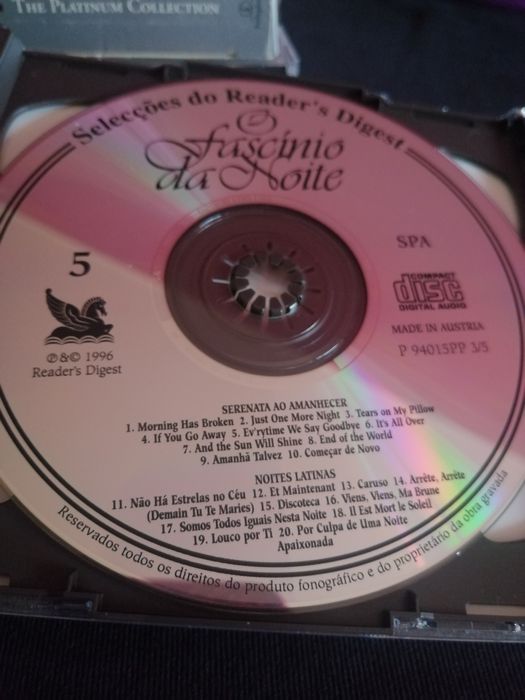 THE PLATINUM COLLECTION
Selecções do Reader's Digest
O
Fascínio
da Noite
5
SPA
COMPACT
disc
DIGITAL AUDIO
MADE IN AUSTRIA
P 94015PP 3/5
℗&© 1996
Reader's Digest
SERENATA AO AMANHECER
1. Morning Has Broken 2. Just One More Night 3. Tears on My Pillow
4. If You Go Away 5. Ev'rytime We Say Goodbye 6. It's All Over
7. And the Sun Will Shine 8. End of the World
9. Amanhã Talvez 10. Começar de Novo
NOITES LATINAS
11. Não Há Estrelas no Céu 12. Et Maintenant 13. Caruso 14. Arrête, Arrête
(Demain Tu Te Maries) 15. Discoteca 16. Viens, Viens, Ma Brune
17. Somos Todos Iguais Nesta Noite 18. Il Est Mort le Soleil
19. Louco por Ti 20. Por Culpa de Uma Noite
Apaixonada
Reservados todos os direitos do produto fonográfico e do proprietário da obra gravada